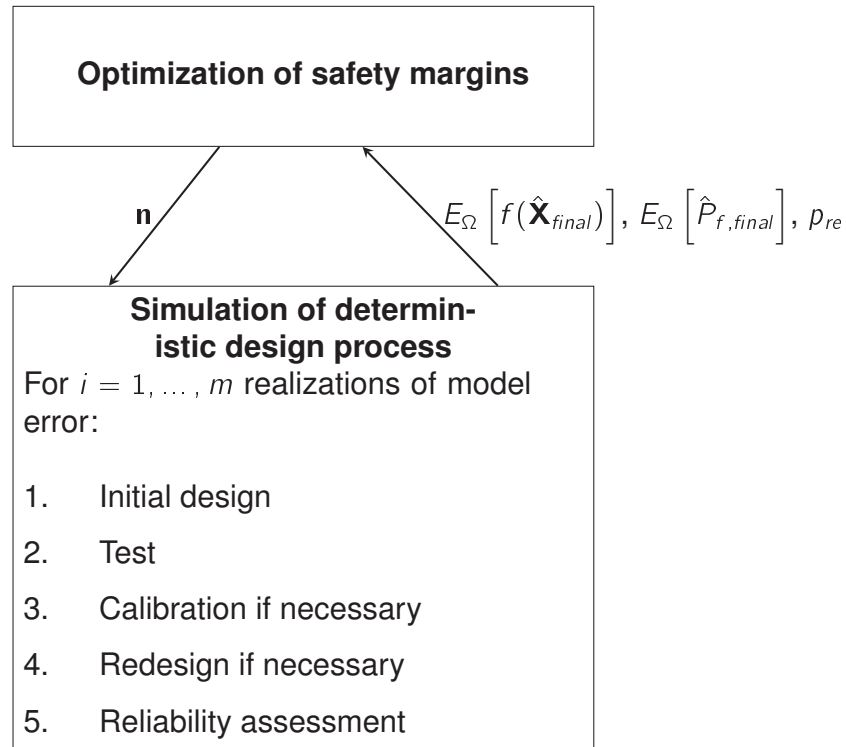 Optimization of safety margins
n
E_Ω [f(X̂_final)], E_Ω [P̂_f,final], p_re
Simulation of determin-
istic design process
For i = 1, ... , m realizations of model
error:
1. Initial design
2. Test
3. Calibration if necessary
4. Redesign if necessary
5. Reliability assessment